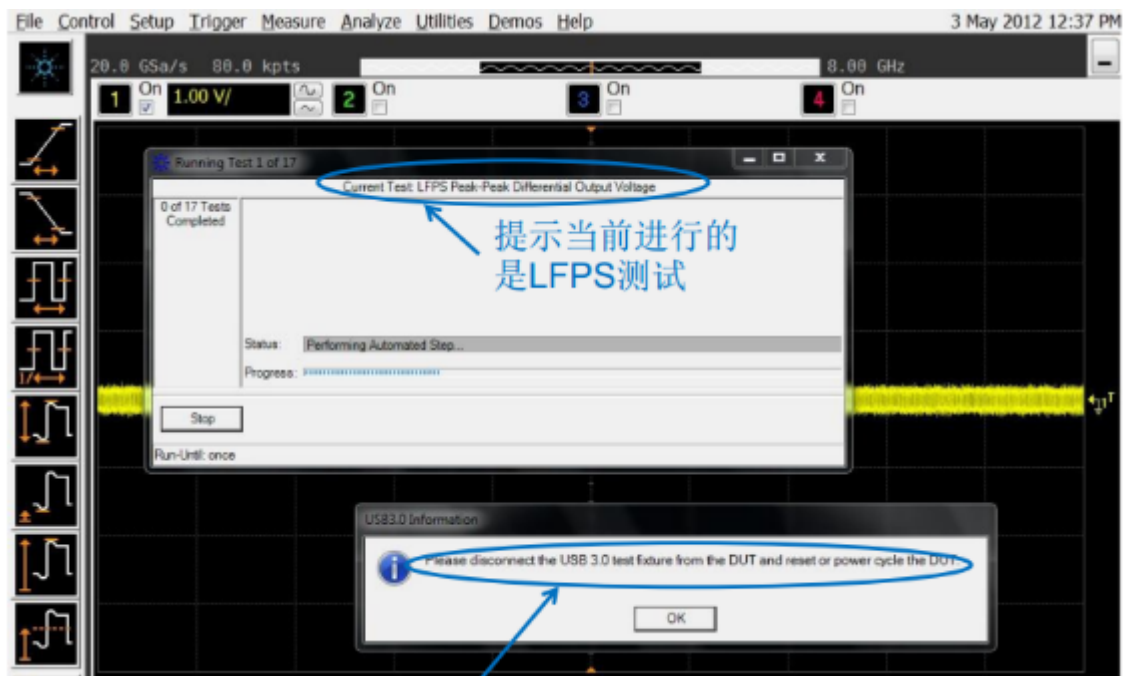 File Control Setup Trigger Measure Analyze Utilities Demos Help 3 May 2012 12:37 PM
20.0 GSa/s 80.0 kpts 8.00 GHz
1 On 1.00 V/ 2 On 3 On 4 On
Running Test 1 of 17
Current Test: LFPS Peak-Peak Differential Output Voltage
0 of 17 Tests
Completed
提示当前进行的
是LFPS测试
Status: Performing Automated Step...
Progress:
1/
T
Stop
Run-Until: once
USB3.0 Information
Please disconnect the USB 3.0 test fixture from the DUT and reset or power cycle the DUT.
OK